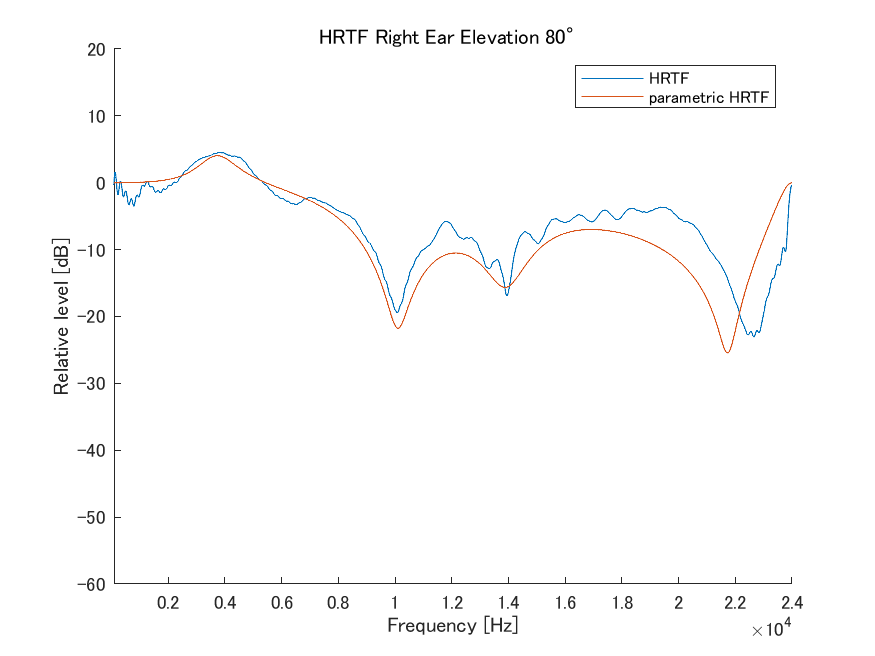 HRTF Right Ear Elevation 80°
HRTF
parametric HRTF
20
10
0
-10
-20
-30
-40
-50
-60
Relative level [dB]
0.2 0.4 0.6 0.8 1 1.2 1.4 1.6 1.8 2 2.2 2.4
×10⁴
Frequency [Hz]